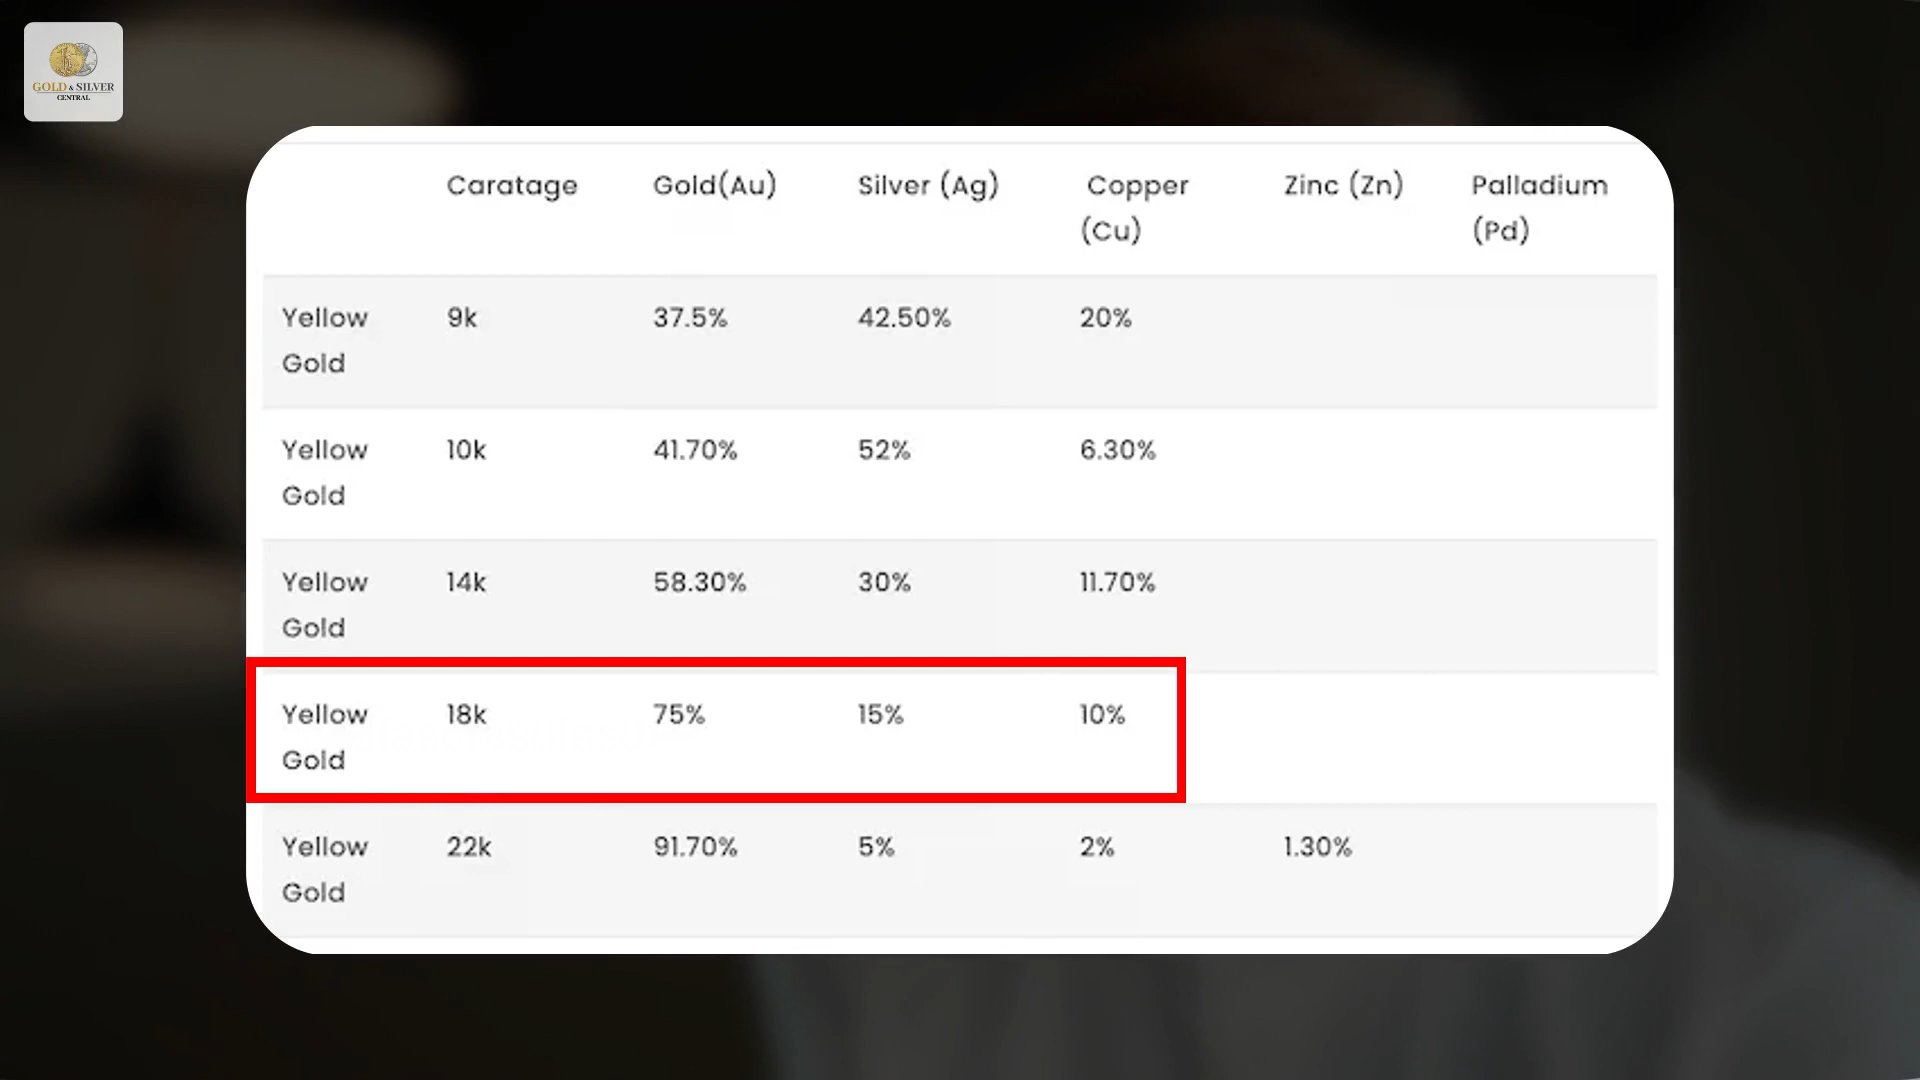 GOLD & SILVER
CENTRAL
Caratage Gold(Au) Silver (Ag) Copper (Cu) Zinc (Zn) Palladium (Pd)
Yellow Gold 9k 37.5% 42.50% 20%
Yellow Gold 10k 41.70% 52% 6.30%
Yellow Gold 14k 58.30% 30% 11.70%
Yellow Gold 18k 75% 15% 10%
Yellow Gold 22k 91.70% 5% 2% 1.30%